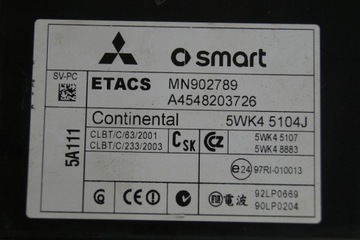 smart
SV-PC
ETACS MN902789
A4548203726
Continental 5WK4 5104J
5A111
CLBT/C/63/2001
CLBT/C/233/2003
CSK
5WK4 5107
5WK4 8883
e24 97RI-010013
電波
92LP0669
90LP0204